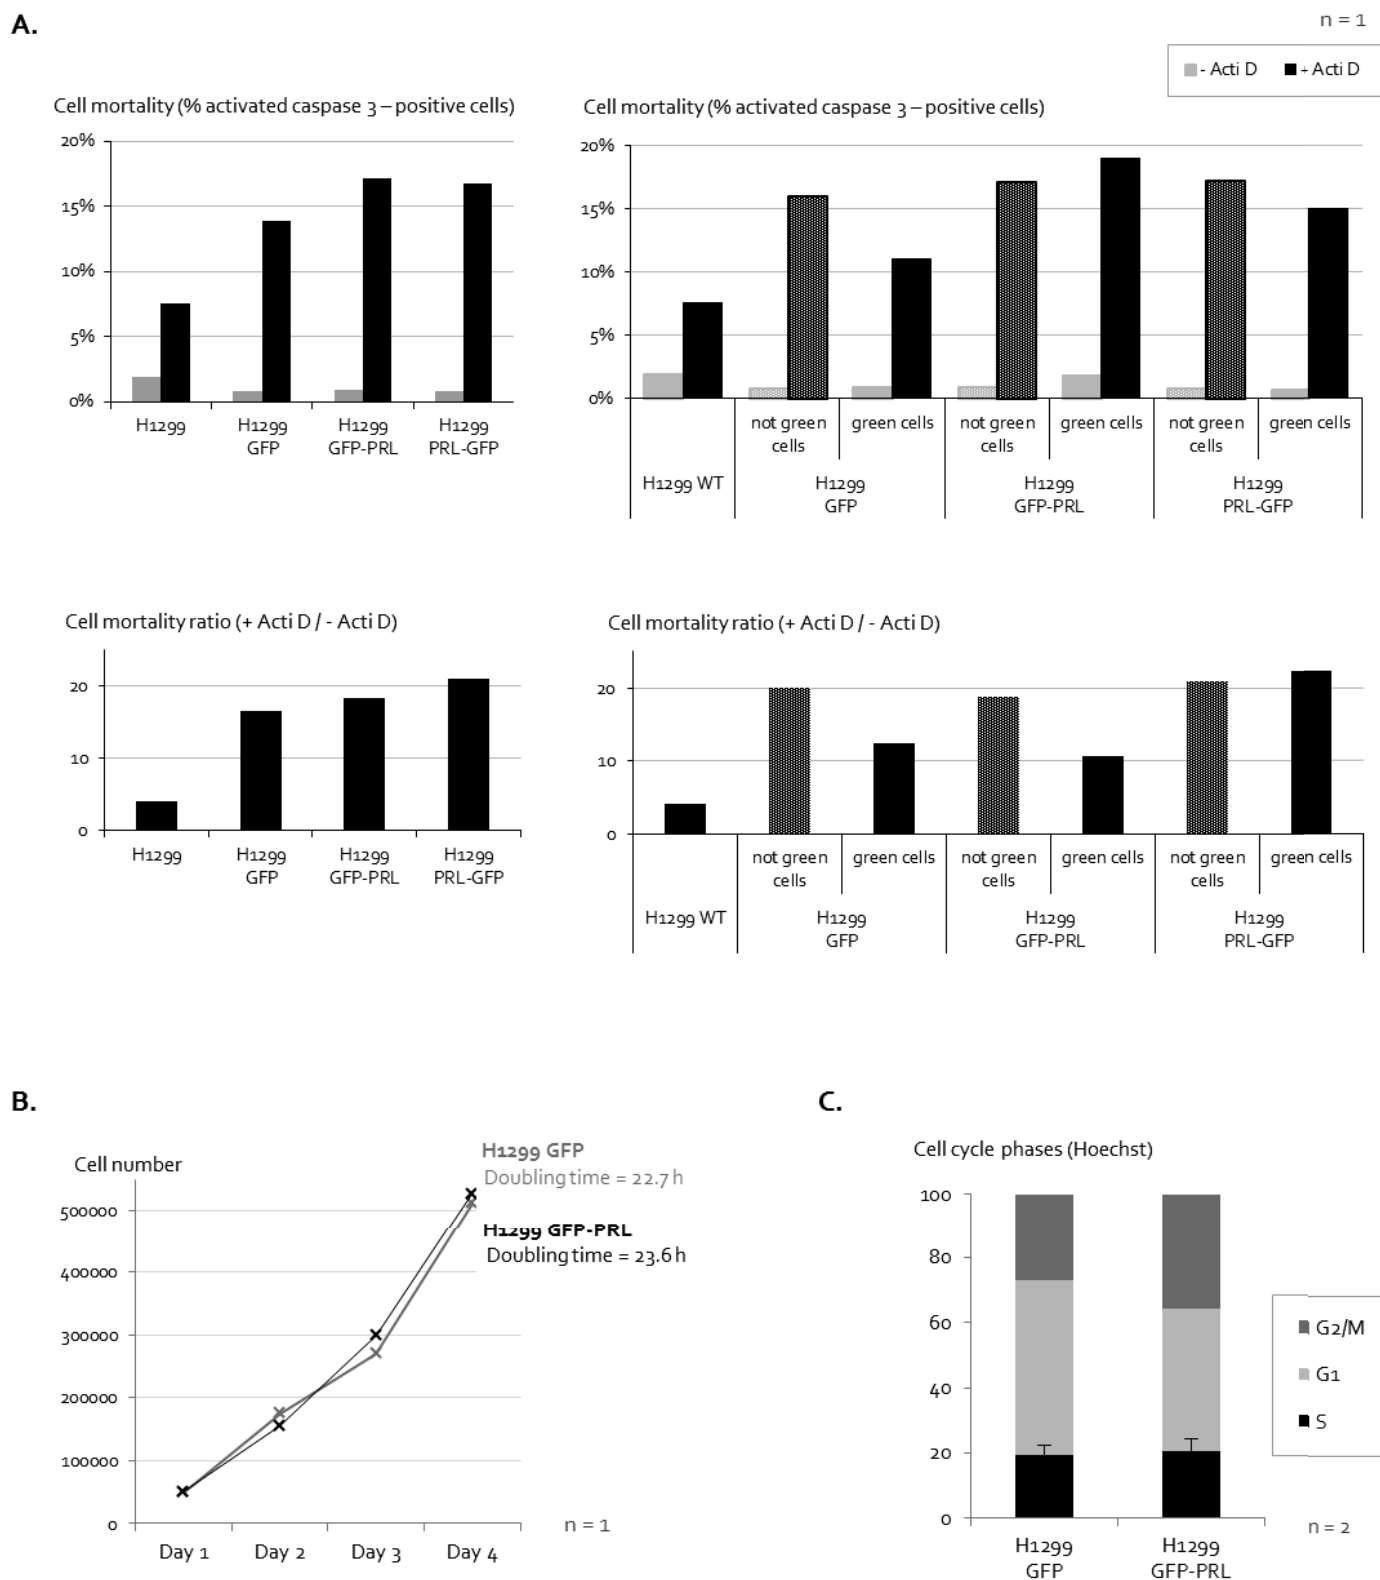 A.
n = 1
- Acti D + Acti D
Cell mortality (% activated caspase 3 – positive cells)
20%
15%
10%
5%
0%
H1299
H1299
GFP
H1299
GFP-PRL
H1299
PRL-GFP
Cell mortality (% activated caspase 3 – positive cells)
20%
15%
10%
5%
0%
not green
cells
green cells
not green
cells
green cells
not green
cells
green cells
H1299 WT
H1299
GFP
H1299
GFP-PRL
H1299
PRL-GFP
Cell mortality ratio (+ Acti D / - Acti D)
20
10
0
H1299
H1299
GFP
H1299
GFP-PRL
H1299
PRL-GFP
Cell mortality ratio (+ Acti D / - Acti D)
20
10
0
not green
cells
green cells
not green
cells
green cells
not green
cells
green cells
H1299 WT
H1299
GFP
H1299
GFP-PRL
H1299
PRL-GFP
B.
Cell number
H1299 GFP
Doubling time = 22.7 h
H1299 GFP-PRL
Doubling time = 23.6 h
500000
400000
300000
200000
100000
0
Day 1 Day 2 Day 3 Day 4
n = 1
C.
Cell cycle phases (Hoechst)
100
80
60
40
20
0
G2/M
G1
S
H1299
GFP
H1299
GFP-PRL
n = 2